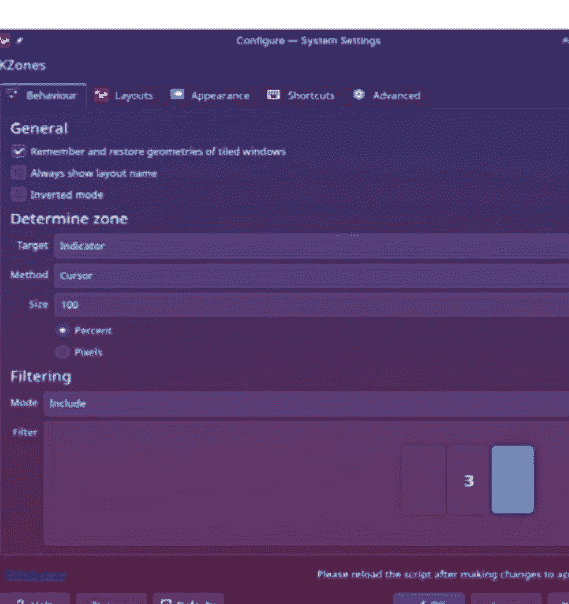 Configure — System Settings
KZones
Behaviour Layouts Appearance Shortcuts Advanced
General
Remember and restore geometries of tiled windows
Always show layout name
Inverted mode
Determine zone
Target Indicator
Method Cursor
Size 100
Percent
Pixels
Filtering
Mode Include
Filter
3
Please reload the script after making changes to